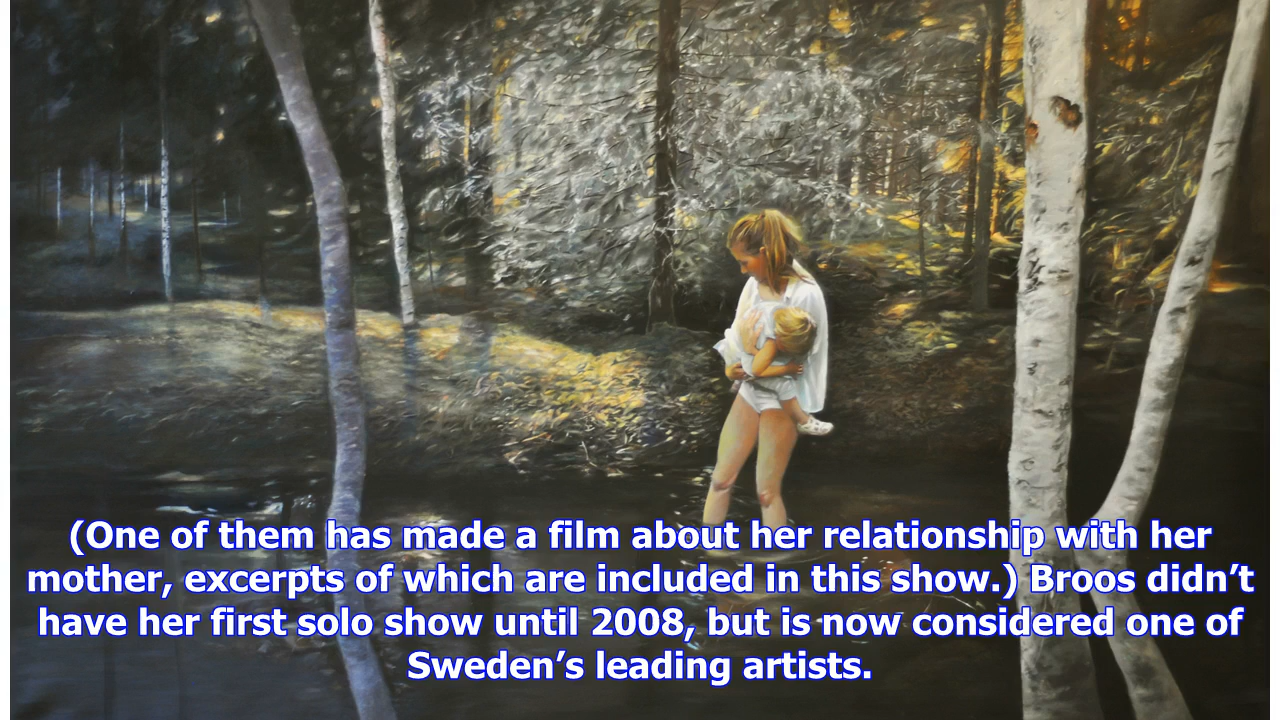 (One of them has made a film about her relationship with her
mother, excerpts of which are included in this show.) Broos didn’t
have her first solo show until 2008, but is now considered one of
Sweden’s leading artists.